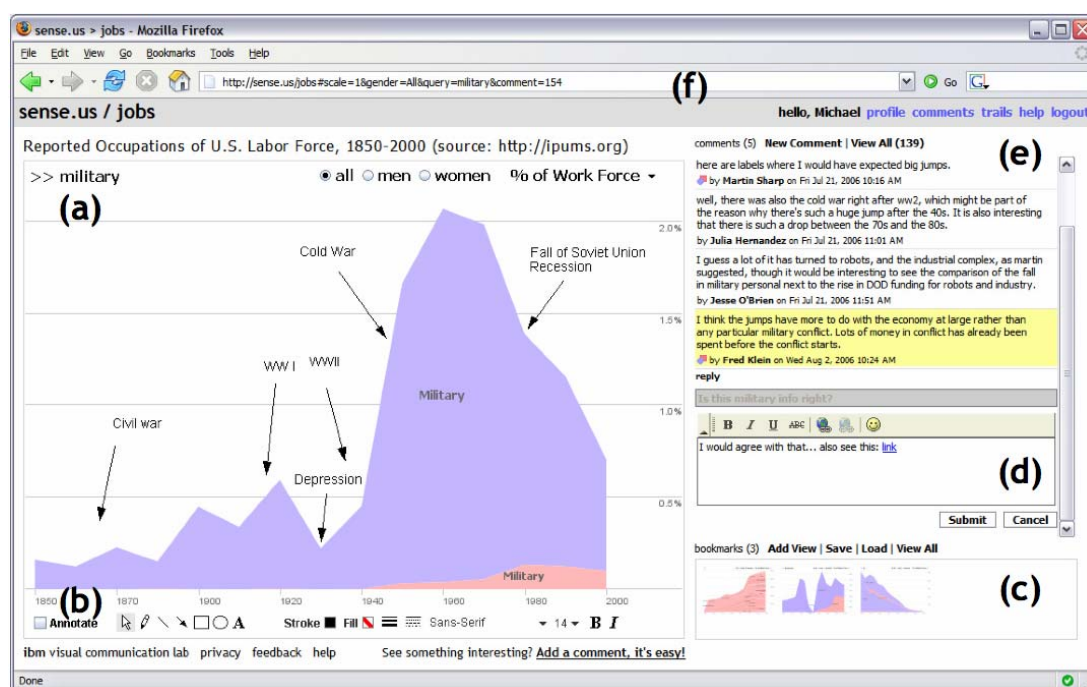 sense.us > jobs - Mozilla Firefox
File Edit View Go Bookmarks Tools Help
http://sense.us/jobs#scale=1&gender=All&query=military&comment=154
Go
G
(f)
sense.us / jobs
hello, Michael profile comments trails help logout
Reported Occupations of U.S. Labor Force, 1850-2000 (source: http://ipums.org)
>> military
all men women % of Work Force
(a)
2.0%
Cold War
Fall of Soviet Union
Recession
1.5%
WW I
WWII
Military
1.0%
Civil war
Depression
0.5%
Military
1850 1870 1900 1920 1940 1960 1980 2000
(b)
Annotate A Stroke Fill Sans-Serif 14 B I
comments (5) New Comment | View All (139)
(e)
here are labels where I would have expected big jumps.
by Martin Sharp on Fri Jul 21, 2006 10:16 AM
well, there was also the cold war right after ww2, which might be part of
the reason why there's such a huge jump after the 40s. It is also interesting
that there is such a drop between the 70s and the 80s.
by Julia Hernandez on Fri Jul 21, 2006 11:01 AM
I guess a lot of it has turned to robots, and the industrial complex, as martin
suggested, though it would be interesting to see the comparison of the fall
in military personal next to the rise in DOD funding for robots and industry.
by Jesse O'Brien on Fri Jul 21, 2006 11:51 AM
I think the jumps have more to do with the economy at large rather than
any particular military conflict. Lots of money in conflict has already been
spent before the conflict starts.
by Fred Klein on Wed Aug 2, 2006 10:24 AM
reply
Is this military info right?
B I U ABC
I would agree with that... also see this: link
(d)
Submit Cancel
bookmarks (3) Add View | Save | Load | View All
(c)
ibm visual communication lab privacy feedback help
See something interesting? Add a comment, it's easy!
Done